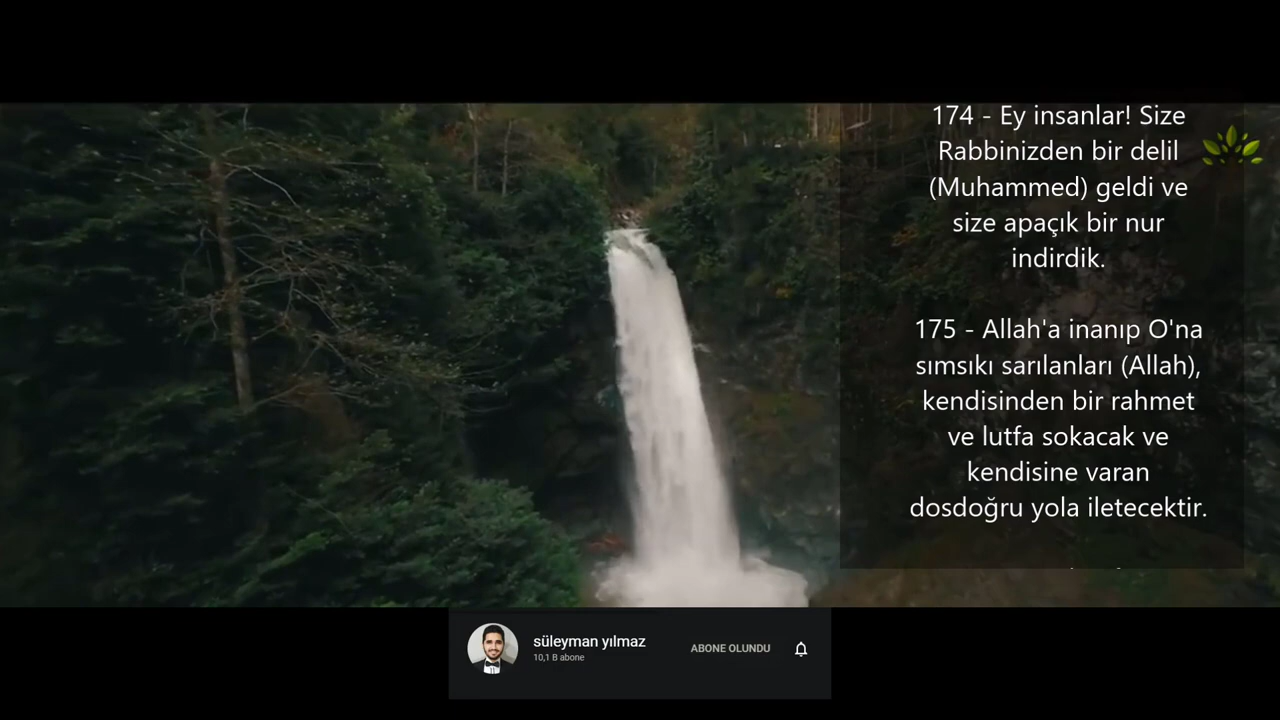 174 - Ey insanlar! Size
Rabbinizden bir delil
(Muhammed) geldi ve
size apaçık bir nur
indirdik.
175 - Allah'a inanıp O'na
sımsıkı sarılanları (Allah),
kendisinden bir rahmet
ve lutfa sokacak ve
kendisine varan
dosdoğru yola iletecektir.
süleyman yılmaz
10,1 B abone
ABONE OLUNDU